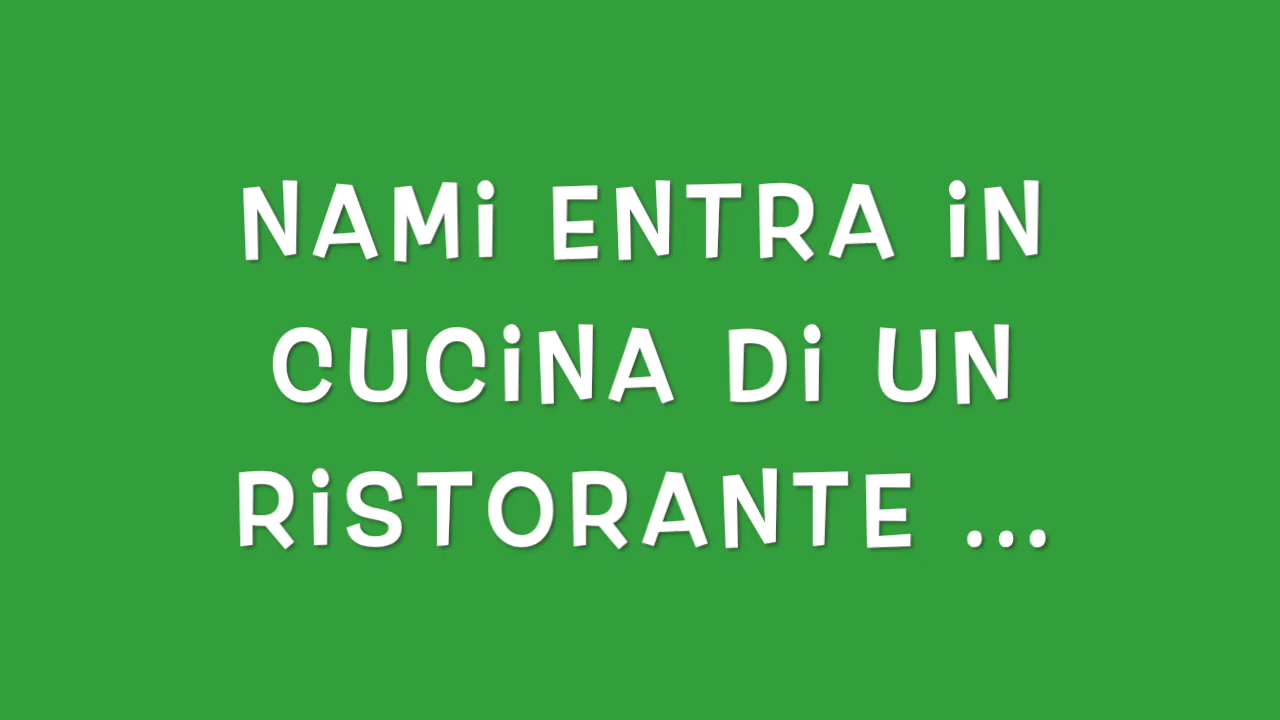 NAMI ENTRA IN
CUCINA DI UN
RISTORANTE ...